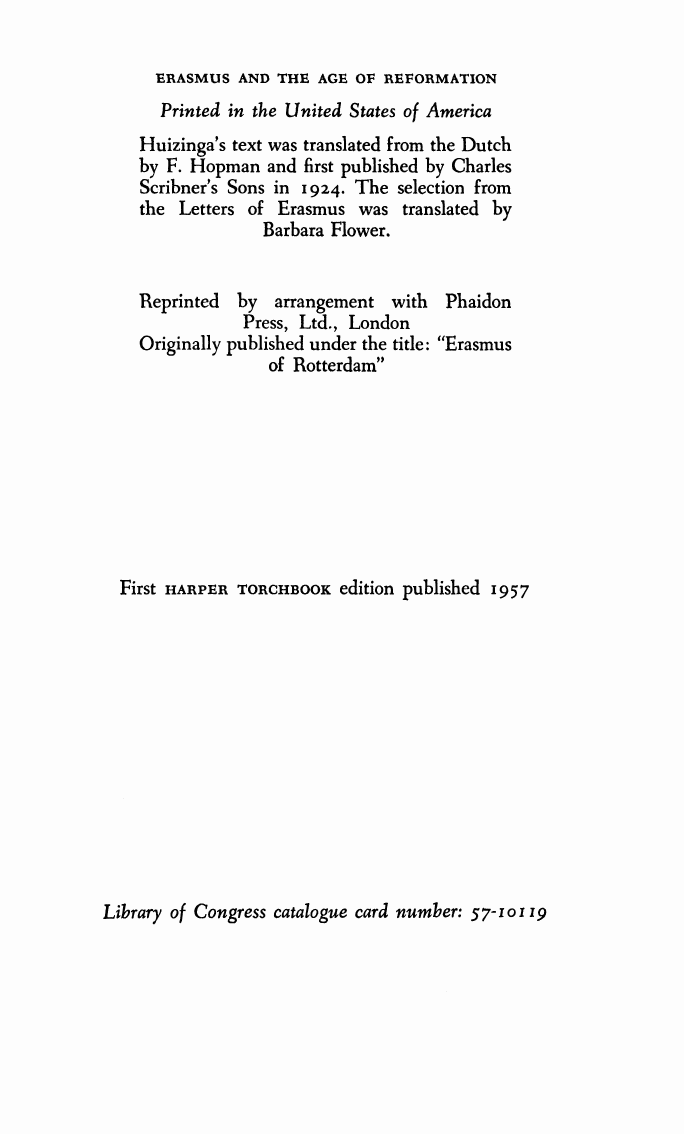 ERASMUS AND THE AGE OF REFORMATION
Printed in the United States of America
Huizinga's text was translated from the Dutch
by F. Hopman and first published by Charles
Scribner's Sons in 1924. The selection from
the Letters of Erasmus was translated by
Barbara Flower.
Reprinted by arrangement with Phaidon
Press, Ltd., London
Originally published under the title: "Erasmus
of Rotterdam"
First HARPER TORCHBOOK edition published 1957
Library of Congress catalogue card number: 57-10119